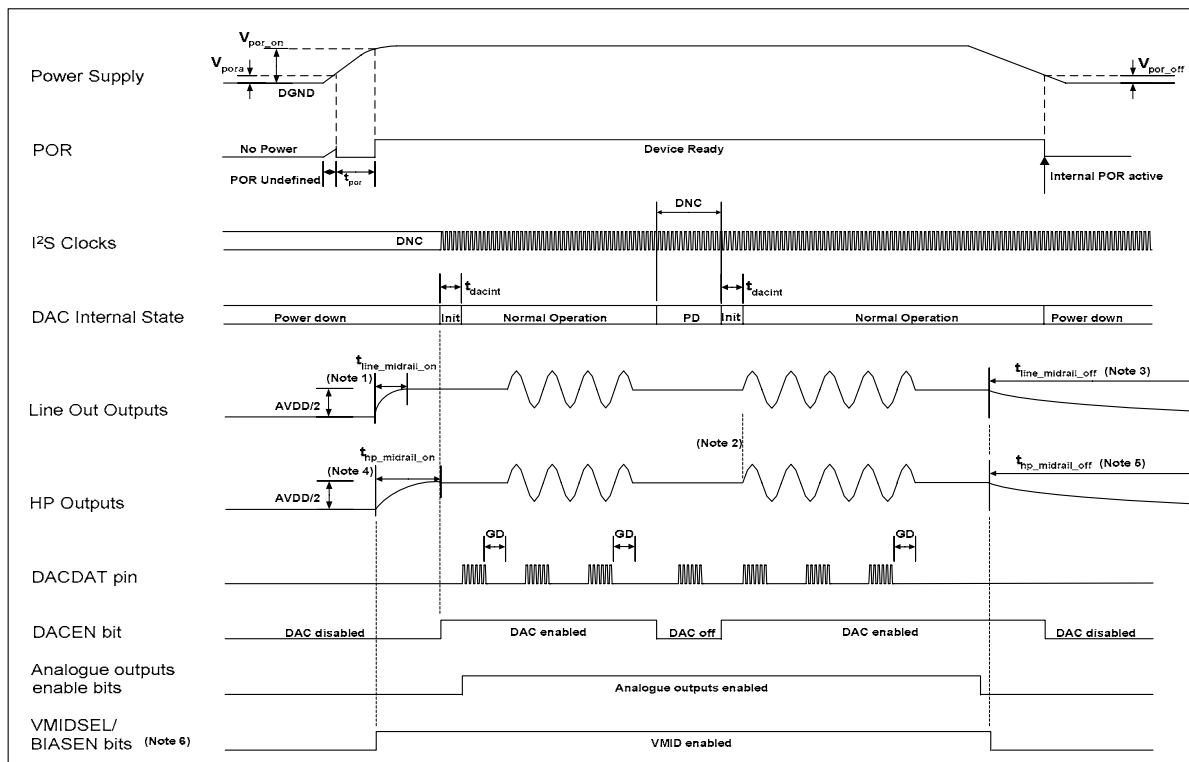 V por_on
V pora
Power Supply
DGND
V por_off
POR
No Power
Device Ready
POR Undefined
t por
Internal POR active
DNC
I²S Clocks
DNC
t dacint
t dacint
DAC Internal State
Power down
Init
Normal Operation
PD
Init
Normal Operation
Power down
t line_midrail_on
(Note 1)
t line_midrail_off (Note 3)
AVDD/2
Line Out Outputs
(Note 2)
t hp_midrail_on
(Note 4)
t hp_midrail_off (Note 5)
AVDD/2
HP Outputs
GD
GD
GD
DACDAT pin
DACEN bit
DAC disabled
DAC enabled
DAC off
DAC enabled
DAC disabled
Analogue outputs
enable bits
Analogue outputs enabled
VMIDSEL/
BIASEN bits (Note 6)
VMID enabled